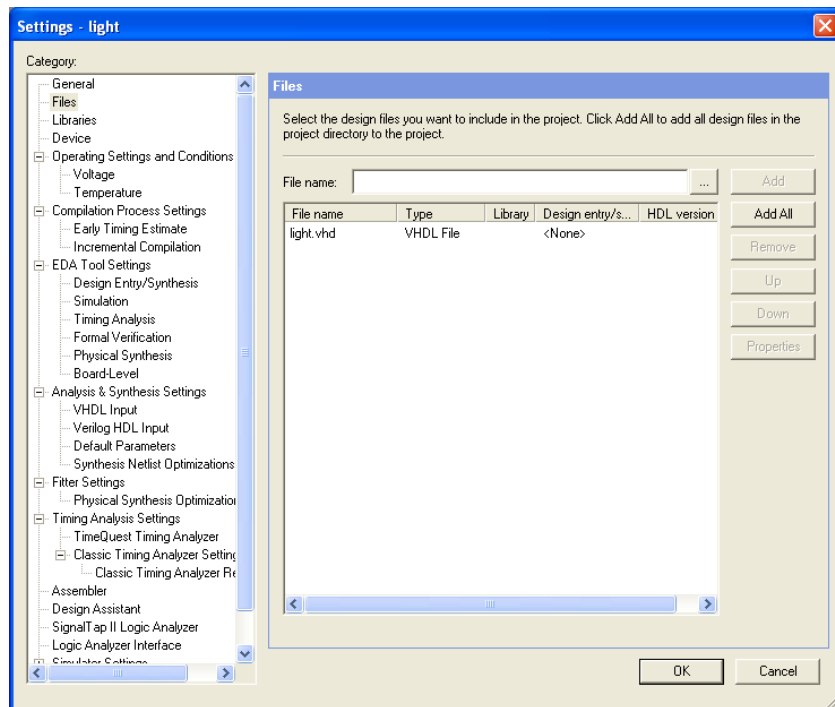 Settings - light
Category:
General
Files
Libraries
Device
Operating Settings and Conditions
Voltage
Temperature
Compilation Process Settings
Early Timing Estimate
Incremental Compilation
EDA Tool Settings
Design Entry/Synthesis
Simulation
Timing Analysis
Formal Verification
Physical Synthesis
Board-Level
Analysis & Synthesis Settings
VHDL Input
Verilog HDL Input
Default Parameters
Synthesis Netlist Optimizations
Fitter Settings
Physical Synthesis Optimization
Timing Analysis Settings
TimeQuest Timing Analyzer
Classic Timing Analyzer Setting
Classic Timing Analyzer Re
Assembler
Design Assistant
SignalTap II Logic Analyzer
Logic Analyzer Interface
Simulator Settings
Files
Select the design files you want to include in the project. Click Add All to add all design files in the
project directory to the project.
File name: ... Add
File name Type Library Design entry/s... HDL version Add All
light.vhd VHDL File <None>
Remove
Up
Down
Properties
OK Cancel